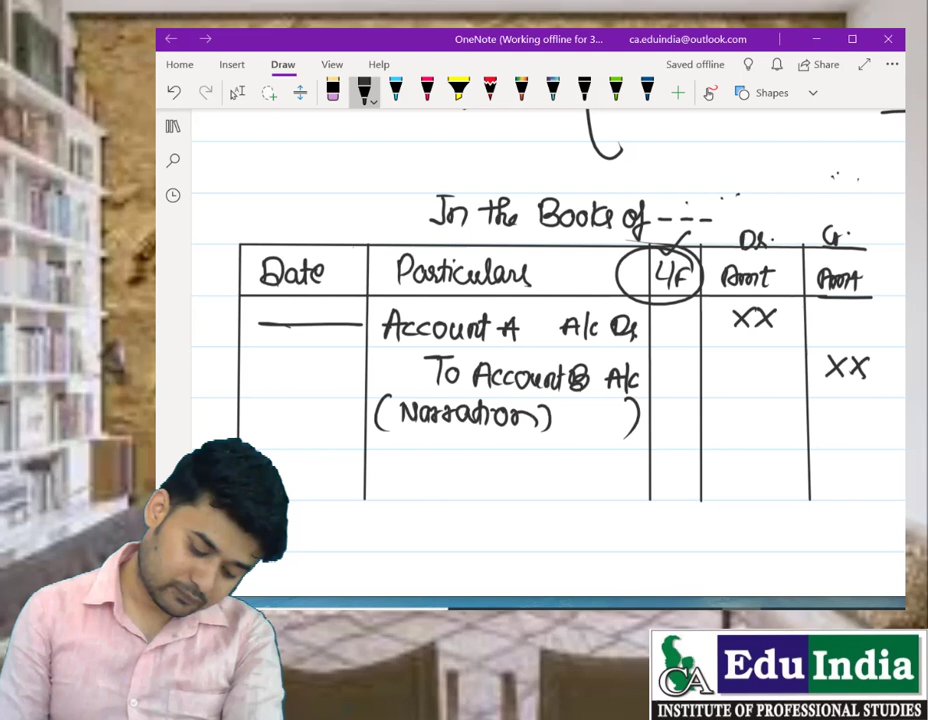 OneNote (Working offline for 3... ca.eduindia@outlook.com
Home Insert Draw View Help Saved offline Share
Shapes
In the Books of ---
Dr. Cr.
Date Particulars L/F Amt Amt
Account A A/c Dr XX
To Account B A/c XX
(Narration) )
CA Edu India
INSTITUTE OF PROFESSIONAL STUDIES